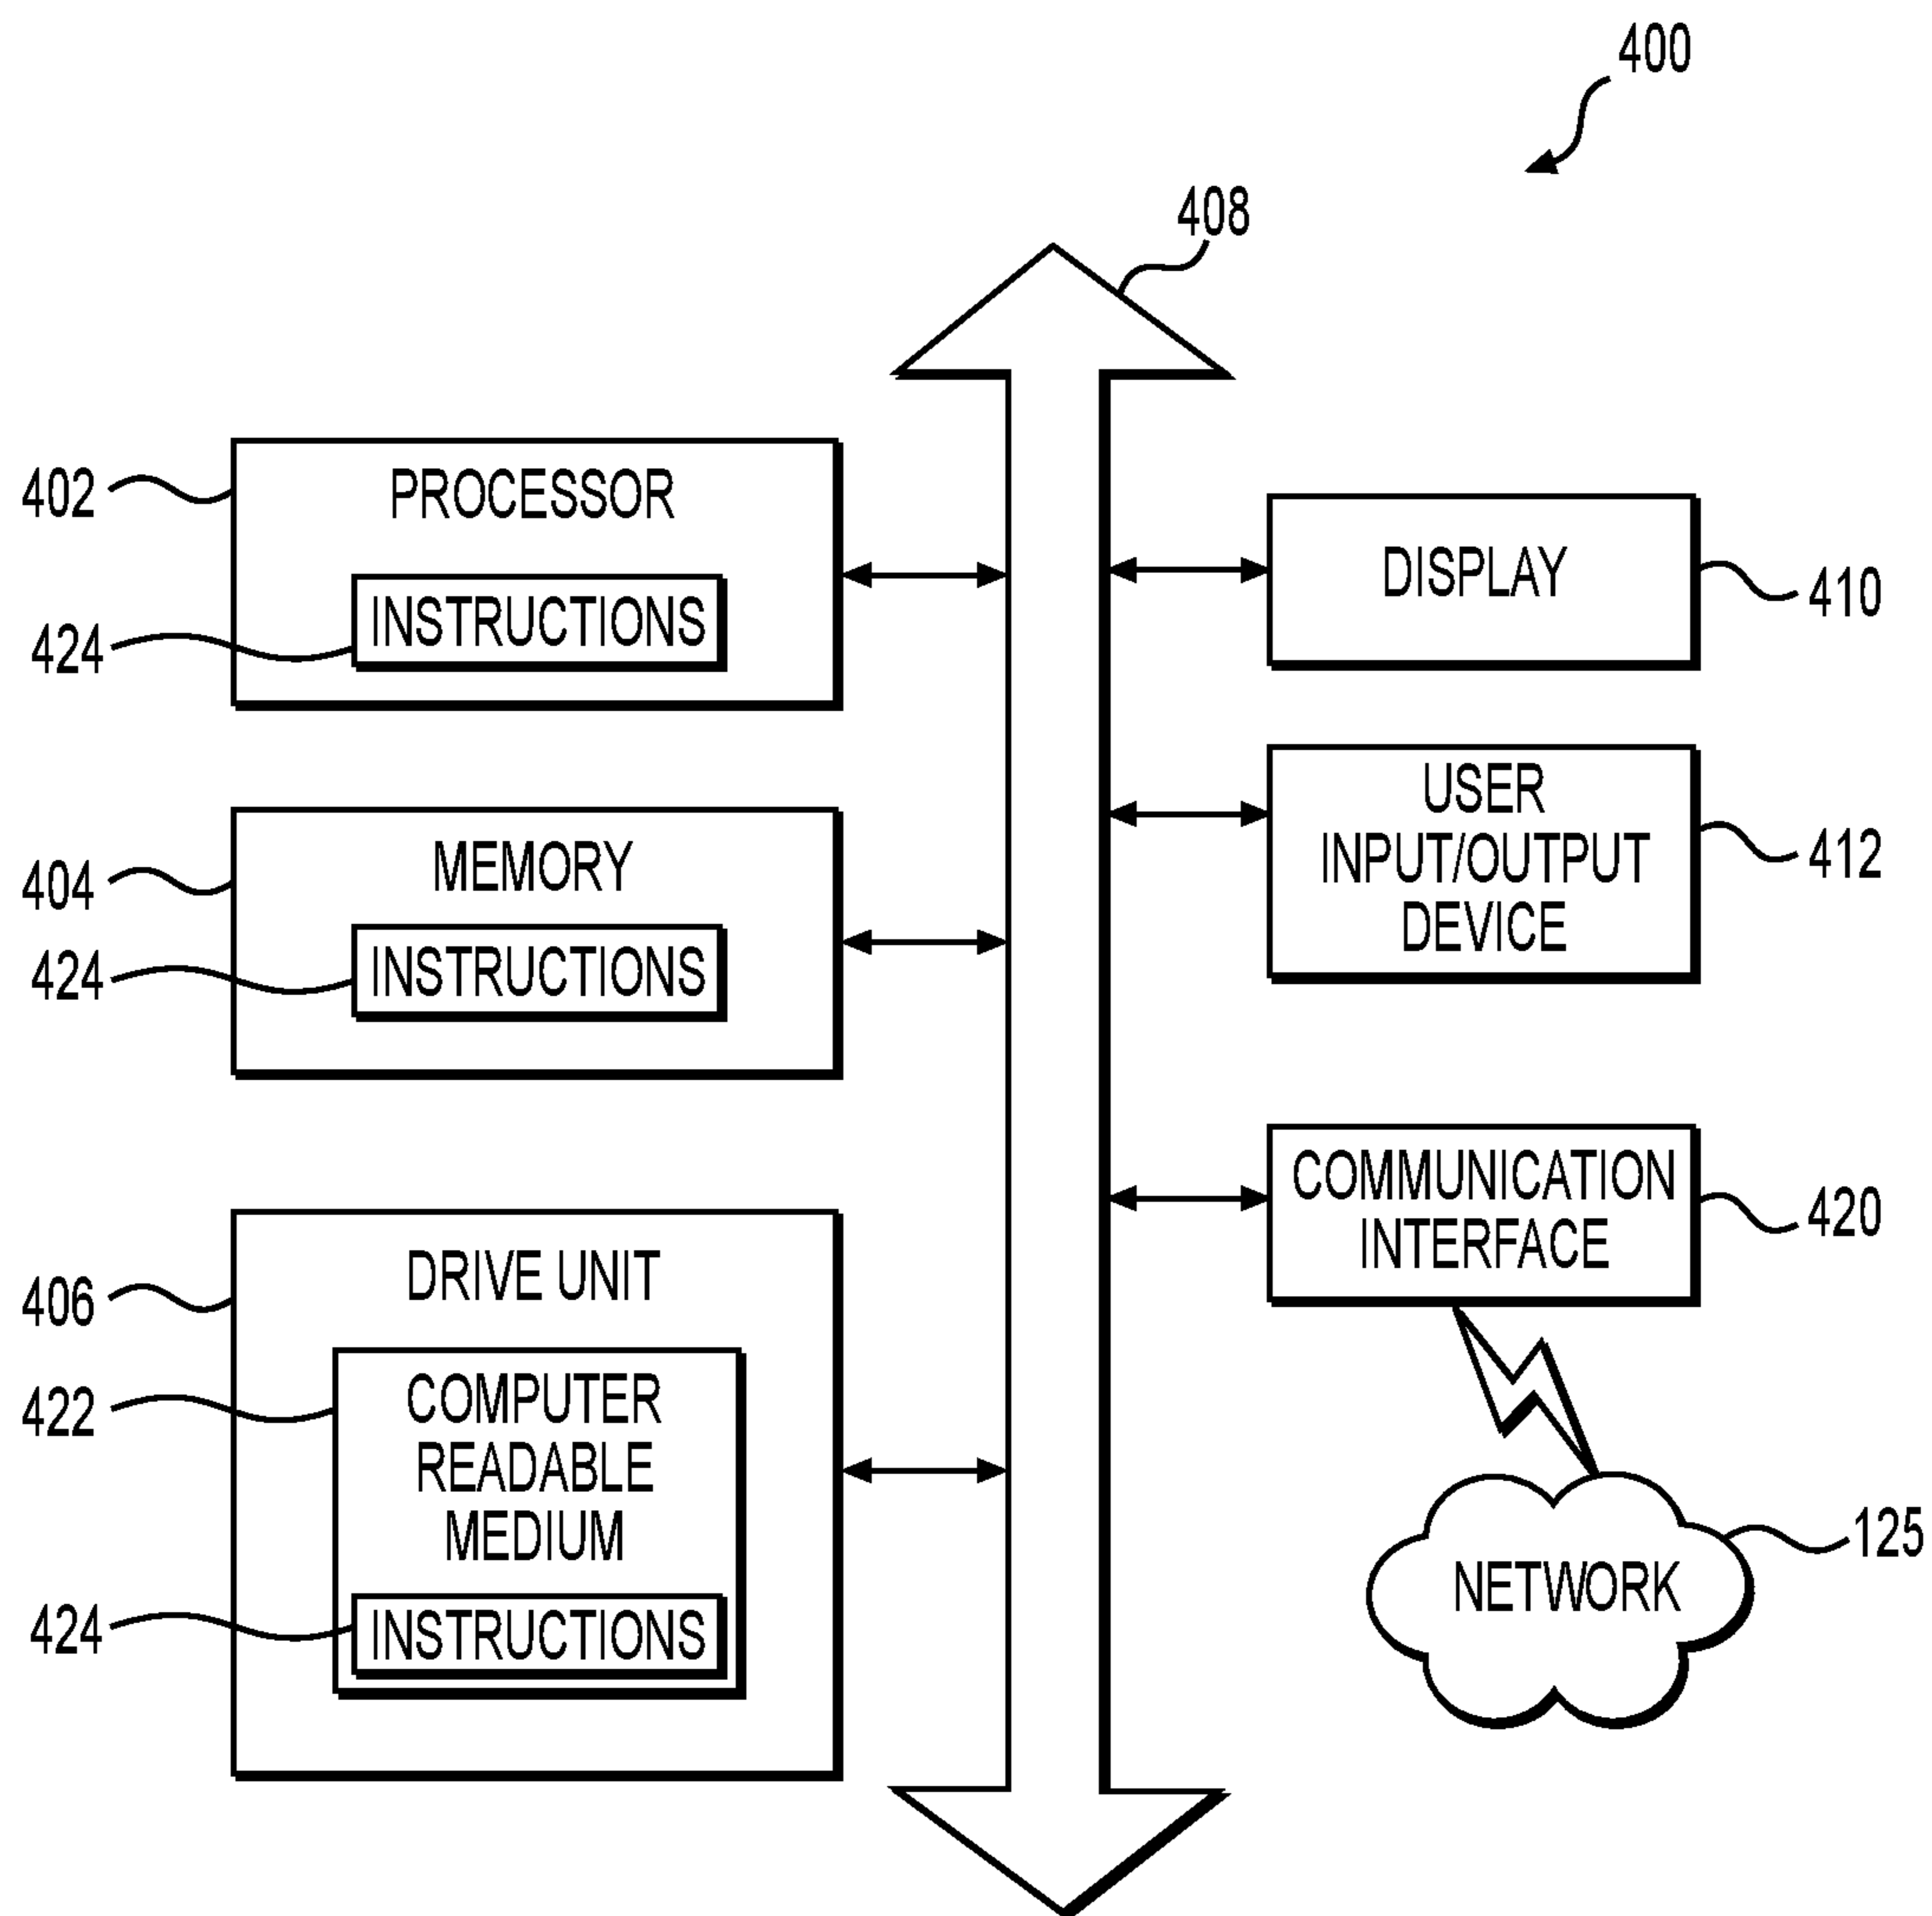 400
408
402
PROCESSOR
424
INSTRUCTIONS
404
MEMORY
424
INSTRUCTIONS
406
DRIVE UNIT
422
COMPUTER
READABLE
MEDIUM
424
INSTRUCTIONS
DISPLAY
410
USER
INPUT/OUTPUT
DEVICE
412
COMMUNICATION
INTERFACE
420
NETWORK
125